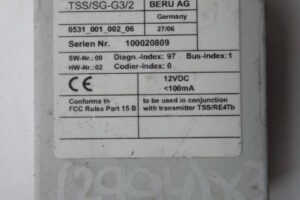 TSS/SG-G3/2 BERU AG
Germany
0531_001_002_06 27/06
Serien Nr. 100020809
SW-Nr.: 09 Diagn.-Index: 97 Bus-Index: 1
HW-Nr.: 02 Codier-Index: 0
CE 12VDC
<100mA
Conforms to to be used in conjunction
FCC Rules Part 15 B with transmitter TSS/RE4Tb